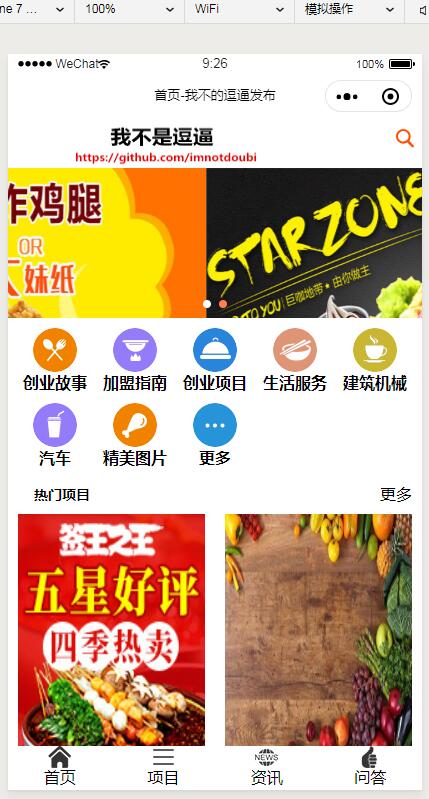 ne 7 ... 100% WiFi 模拟操作
WeChat 9:26 100%
首页-我不的逗逼发布
我不是逗逼
https://github.com/imnotdoubi
炸鸡腿
OR
妹纸
STAR ZONE
TO YOU | 巨咖地带 • 由你做主
创业故事 加盟指南 创业项目 生活服务 建筑机械
汽车 精美图片 更多
热门项目 更多
签王之王
五星好评
四季热卖
NEWS
首页 项目 资讯 问答